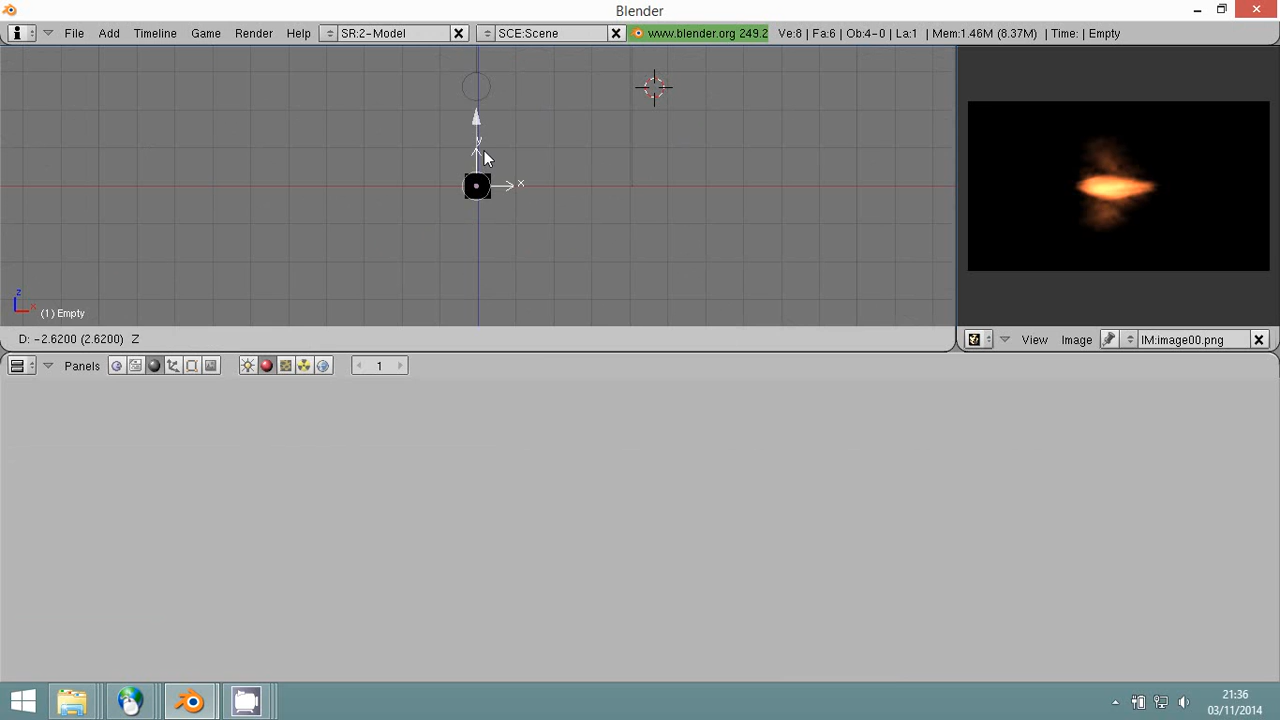 Blender
File Add Timeline Game Render Help SR:2-Model SCE:Scene www.blender.org 249.2 Ve:8 | Fa:6 | Ob:4-0 | La:1 | Mem:1.46M (8.37M) | Time: | Empty
y
x
z
x
(1) Empty
D: -2.6200 (2.6200) Z
View Image IM:image00.png
Panels 1
21:36
03/11/2014